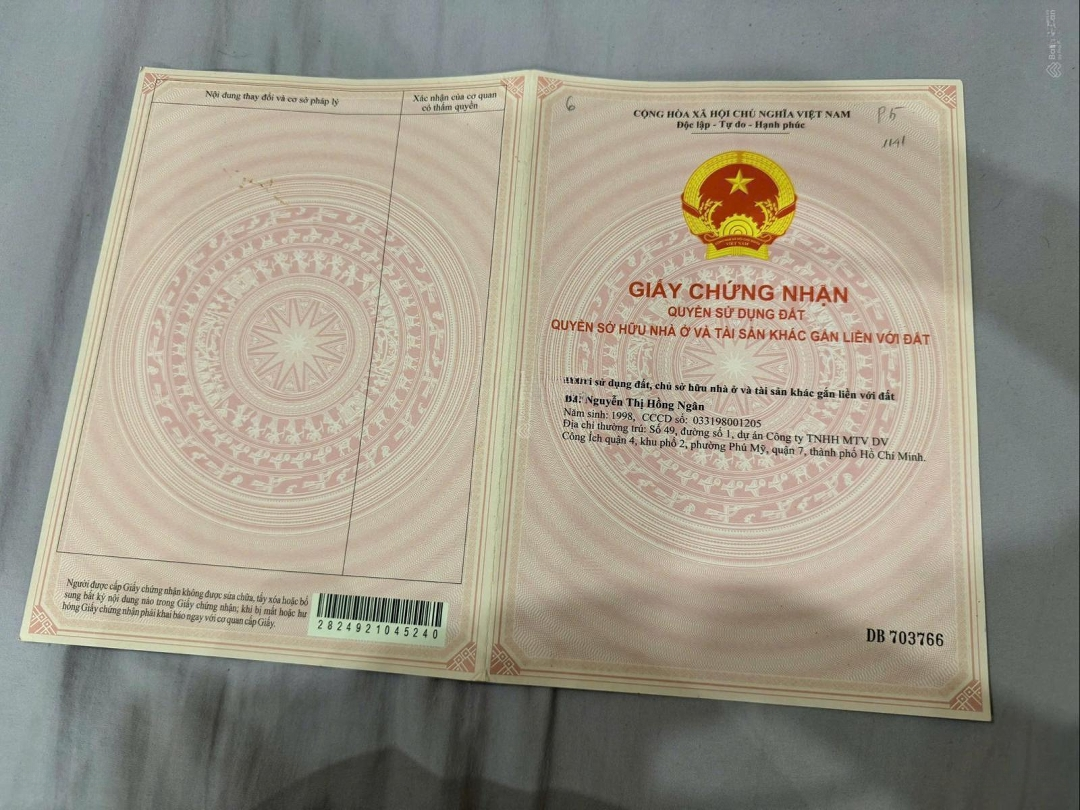 Nội dung thay đổi và cơ sở pháp lý
Xác nhận của cơ quan
có thẩm quyền
Người được cấp Giấy chứng nhận không được sửa chữa, tẩy xóa hoặc bổ
sung bất kỳ nội dung nào trong Giấy chứng nhận; khi bị mất hoặc hư
hỏng Giấy chứng nhận phải khai báo ngay với cơ quan cấp Giấy.
2824921045240
6
CỘNG HÒA XÃ HỘI CHỦ NGHĨA VIỆT NAM
Độc lập - Tự do - Hạnh phúc
P5
VIỆT NAM
GIẤY CHỨNG NHẬN
QUYỀN SỬ DỤNG ĐẤT
QUYỀN SỞ HỮU NHÀ Ở VÀ TÀI SẢN KHÁC GẮN LIỀN VỚI ĐẤT
sử dụng đất, chủ sở hữu nhà ở và tài sản khác gắn liền với đất
Bà: Nguyễn Thị Hồng Ngân
Năm sinh: 1998, CCCD số: 033198001205
Địa chỉ thường trú: Số 49, đường số 1, dự án Công ty TNHH MTV DV
Công Ích quận 4, khu phố 2, phường Phú Mỹ, quận 7, thành phố Hồ Chí Minh.
DB 703766